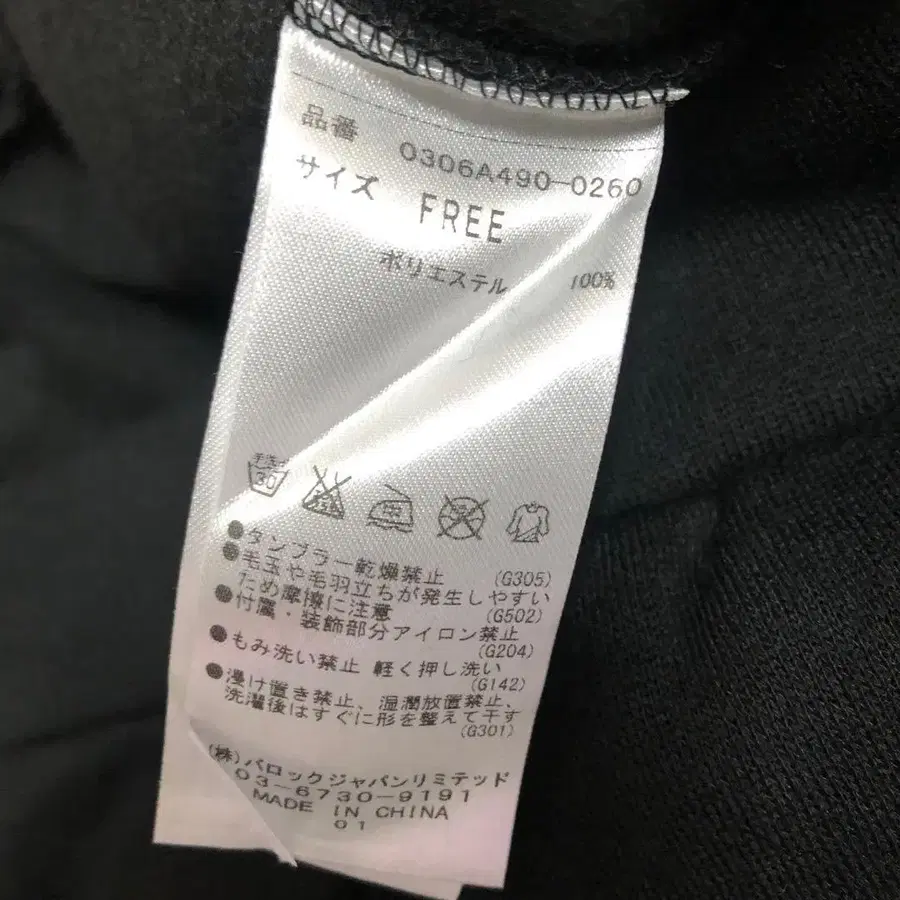 品番 0306A490-0260
サイズ FREE
ポリエステル 100%
手洗イ
30
●タンブラー乾燥禁止 (G305)
●毛玉や毛羽立ちが発生しやすい
ため摩擦に注意 (G502)
●付属・装飾部分アイロン禁止
(G204)
●もみ洗い禁止 軽く押し洗い
(G142)
●浸け置き禁止、湿潤放置禁止、
洗濯後はすぐに形を整えて干す
(G301)
(株)バロックジャパンリミテッド
03-6730-9191
MADE IN CHINA
01